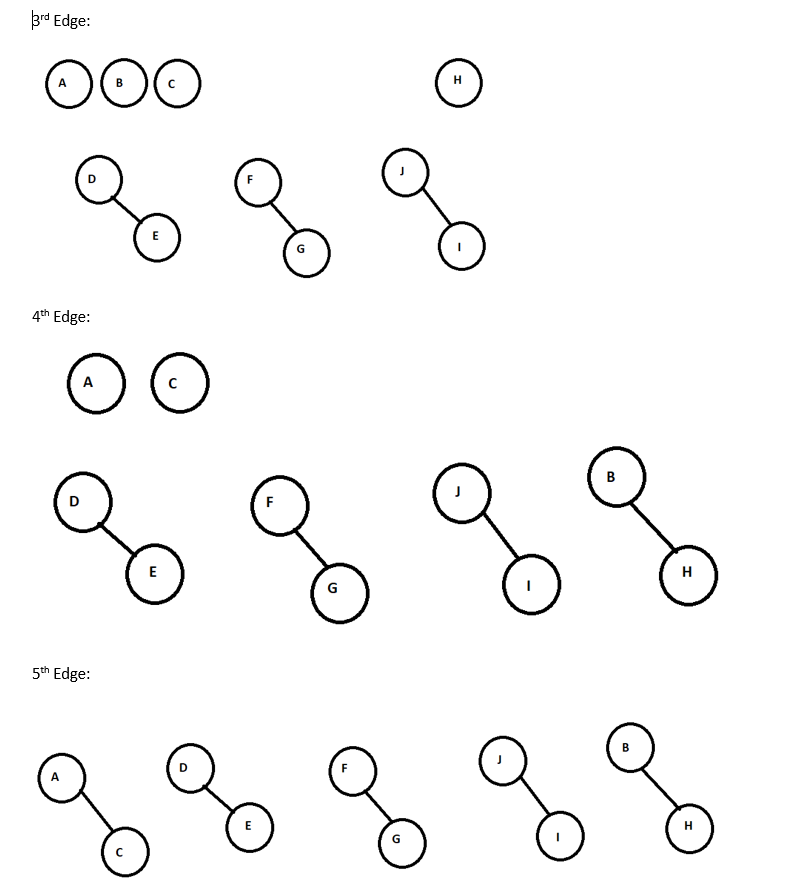 3rd Edge:
A B C H
D F J
E G I
4th Edge:
A C
D F J B
E G I H
5th Edge:
A D F J B
C E G I H